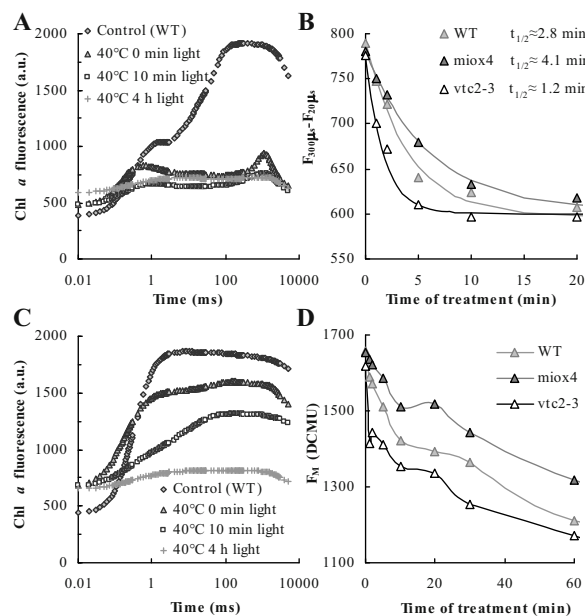 A
Control (WT)
40°C 0 min light
40°C 10 min light
40°C 4 h light
2000
1500
1000
500
0
Chl a fluorescence (a.u.)
0.01
1
100
10000
Time (ms)
B
WT t1/2≈2.8 min
miox4 t1/2≈4.1 min
vtc2-3 t1/2≈1.2 min
800
750
700
650
600
550
F300µs-F20µs
0
5
10
15
20
Time of treatment (min)
C
2000
1500
1000
500
0
Chl a fluorescence (a.u.)
Control (WT)
40°C 0 min light
40°C 10 min light
40°C 4 h light
0.01
1
100
10000
Time (ms)
D
WT
miox4
vtc2-3
1700
1500
1300
1100
FM (DCMU)
0
20
40
60
Time of treatment (min)